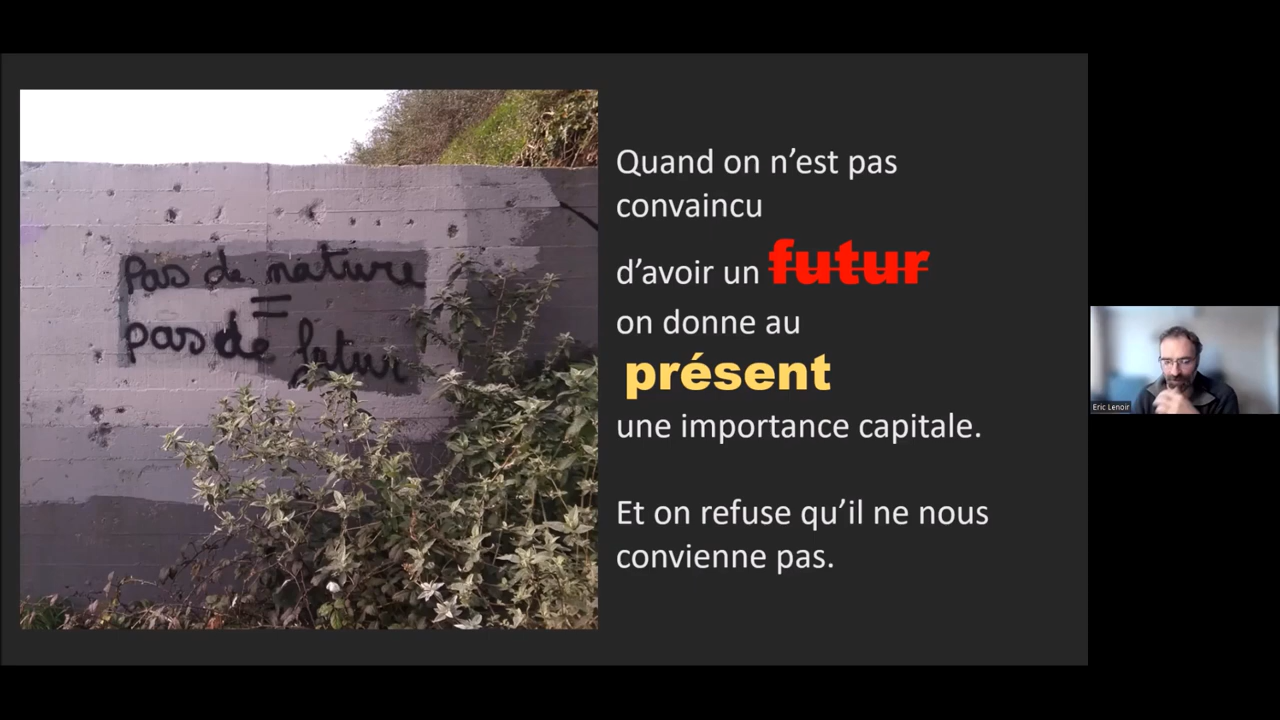 pas de nature
=
pas de futur
Quand on n’est pas
convaincu
d’avoir un futur
on donne au
présent
une importance capitale.
Et on refuse qu’il ne nous
convienne pas.
Eric Lenoir